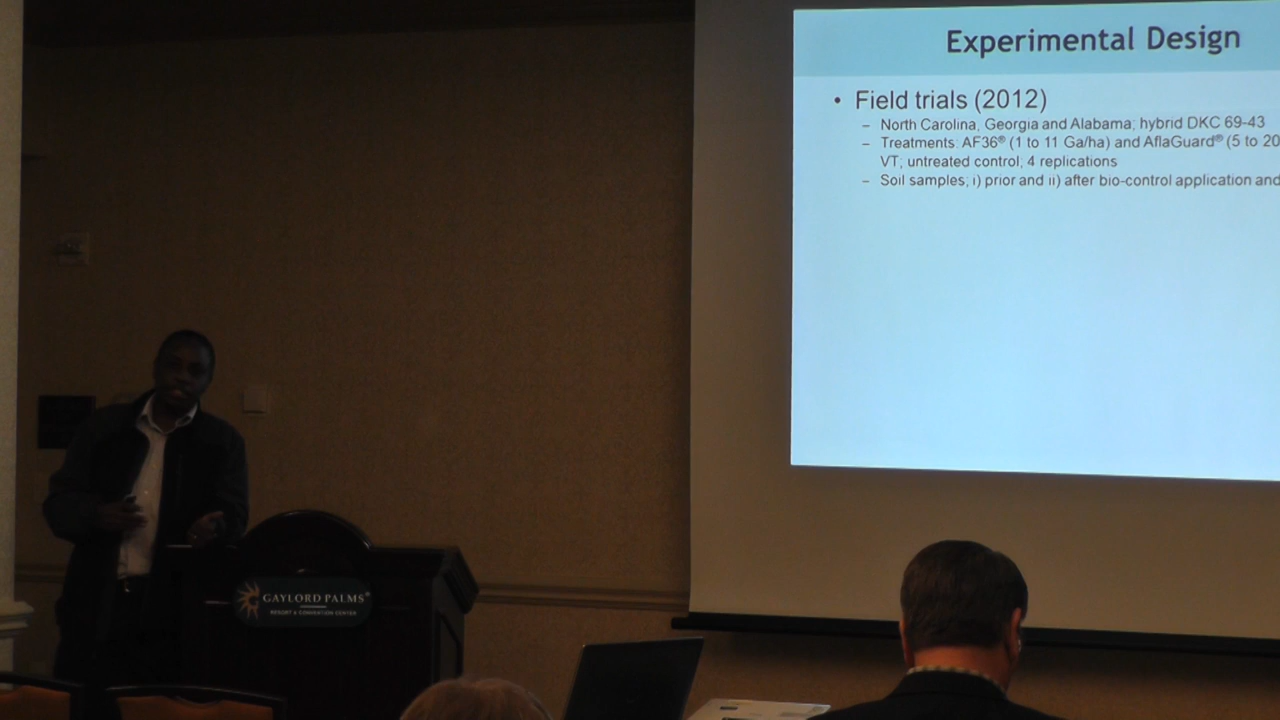 Experimental Design
• Field trials (2012)
– North Carolina, Georgia and Alabama; hybrid DKC 69-43
– Treatments: AF36® (1 to 11 Ga/ha) and AflaGuard® (5 to 20
VT; untreated control; 4 replications
– Soil samples; i) prior and ii) after bio-control application and
GAYLORD PALMS®
RESORT & CONVENTION CENTER